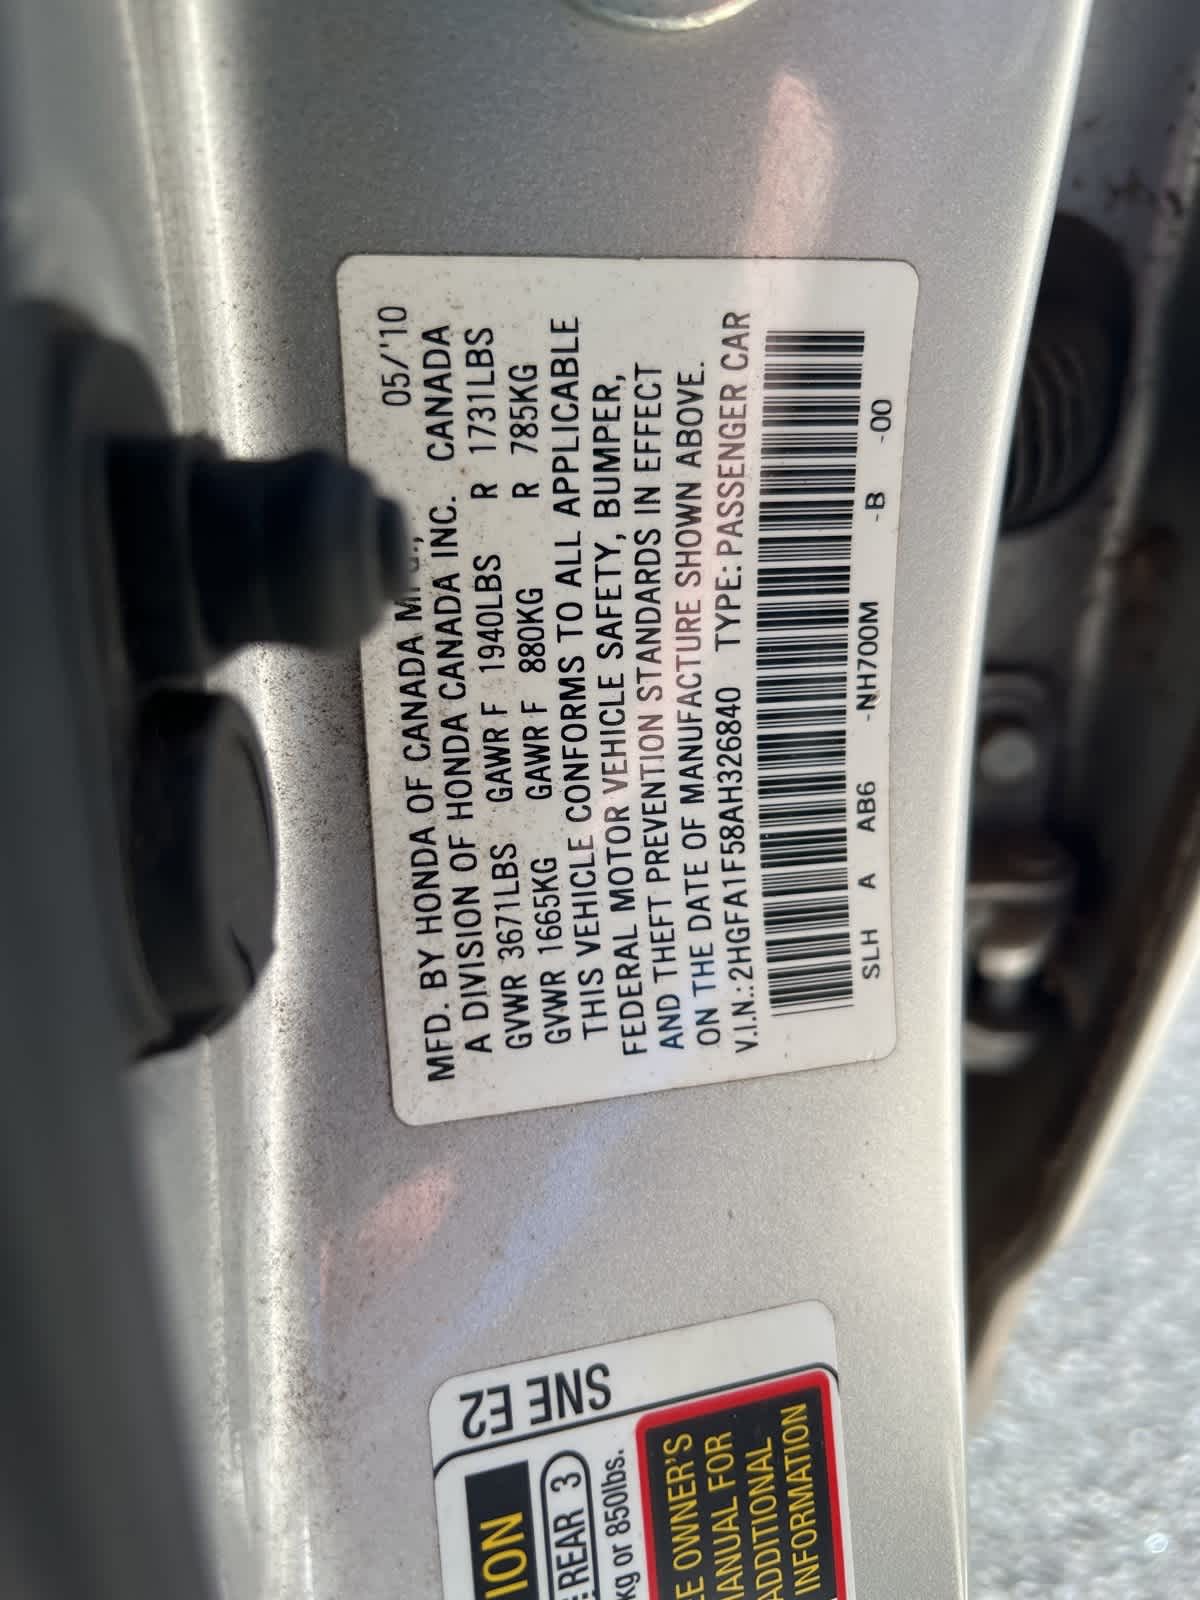 05/'10
MFD. BY HONDA OF CANADA
A DIVISION OF HONDA CANADA INC. CANADA
GVWR 3671LBS GAWR F 1940LBS R 1731LBS
GVWR 1665KG GAWR F 880KG R 785KG
THIS VEHICLE CONFORMS TO ALL APPLICABLE
FEDERAL MOTOR VEHICLE SAFETY, BUMPER,
AND THEFT PREVENTION STANDARDS IN EFFECT
ON THE DATE OF MANUFACTURE SHOWN ABOVE.
V.I.N.:2HGFA1F58AH326840 TYPE:PASSENGER CAR
SLH A AB6 -NH700M -B -00
SNE E2
REAR 3
kg or 850lbs.
OWNER'S
FOR
ADDITIONAL
INFORMATION